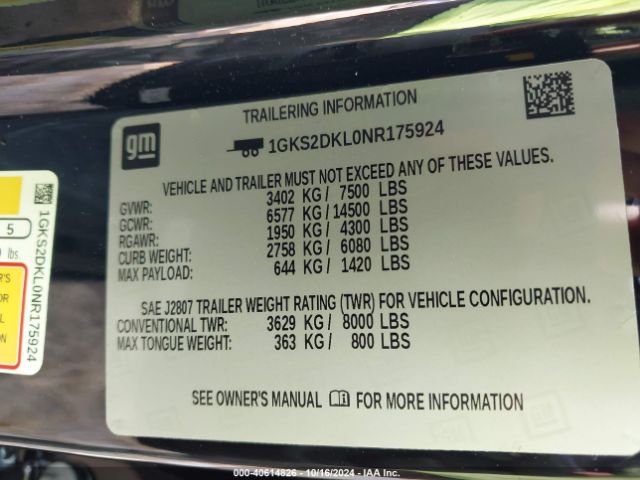 TRAILERING INFORMATION
gm
1GKS2DKL0NR175924
VEHICLE AND TRAILER MUST NOT EXCEED ANY OF THESE VALUES.
GVWR: 3402 KG / 7500 LBS
GCWR: 6577 KG / 14500 LBS
RGAWR: 1950 KG / 4300 LBS
CURB WEIGHT: 2758 KG / 6080 LBS
MAX PAYLOAD: 644 KG / 1420 LBS
SAE J2807 TRAILER WEIGHT RATING (TWR) FOR VEHICLE CONFIGURATION.
CONVENTIONAL TWR: 3629 KG / 8000 LBS
MAX TONGUE WEIGHT: 363 KG / 800 LBS
SEE OWNER'S MANUAL FOR MORE INFORMATION
5
lbs.
1GKS2DKL0NR175924
000-40614826 - 10/16/2024 - IAA Inc.